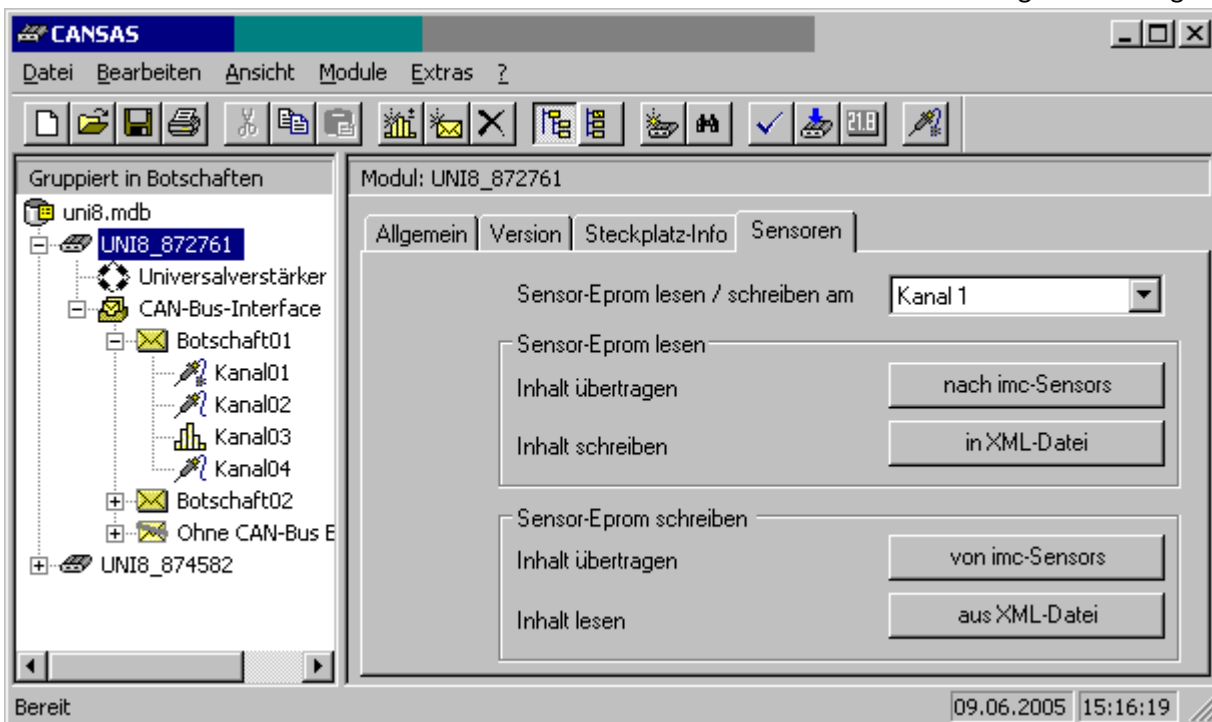 CANSAS
Datei Bearbeiten Ansicht Module Extras ?
Gruppiert in Botschaften
uni8.mdb
UNI8_872761
Universalverstärker
CAN-Bus-Interface
Botschaft01
Kanal01
Kanal02
Kanal03
Kanal04
Botschaft02
Ohne CAN-Bus
UNI8_874582
Modul: UNI8_872761
Allgemein Version Steckplatz-Info Sensoren
Sensor-Eprom lesen / schreiben am Kanal 1
Sensor-Eprom lesen
Inhalt übertragen nach imc-Sensors
Inhalt schreiben in XML-Datei
Sensor-Eprom schreiben
Inhalt übertragen von imc-Sensors
Inhalt lesen aus XML-Datei
Bereit 09.06.2005 15:16:19